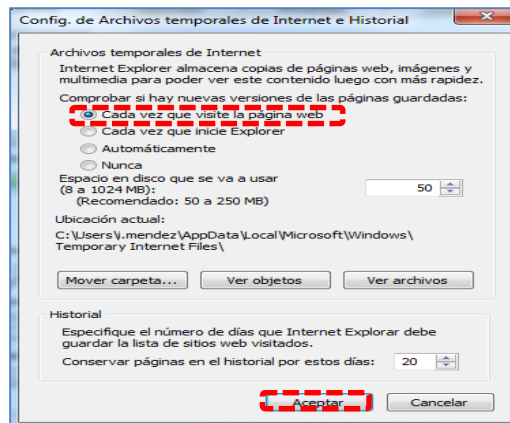 Config. de Archivos temporales de Internet e Historial
Archivos temporales de Internet
Internet Explorer almacena copias de páginas web, imágenes y
multimedia para poder ver este contenido luego con más rapidez.
Comprobar si hay nuevas versiones de las páginas guardadas:
Cada vez que visite la página web
Cada vez que inicie Explorer
Automáticamente
Nunca
Espacio en disco que se va a usar
(8 a 1024 MB): 50
(Recomendado: 50 a 250 MB)
Ubicación actual:
C:\Users\i.mendez\AppData\Local\Microsoft\Windows\
Temporary Internet Files\
Mover carpeta... Ver objetos Ver archivos
Historial
Especifique el número de días que Internet Explorar debe
guardar la lista de sitios web visitados.
Conservar páginas en el historial por estos días: 20
Aceptar Cancelar